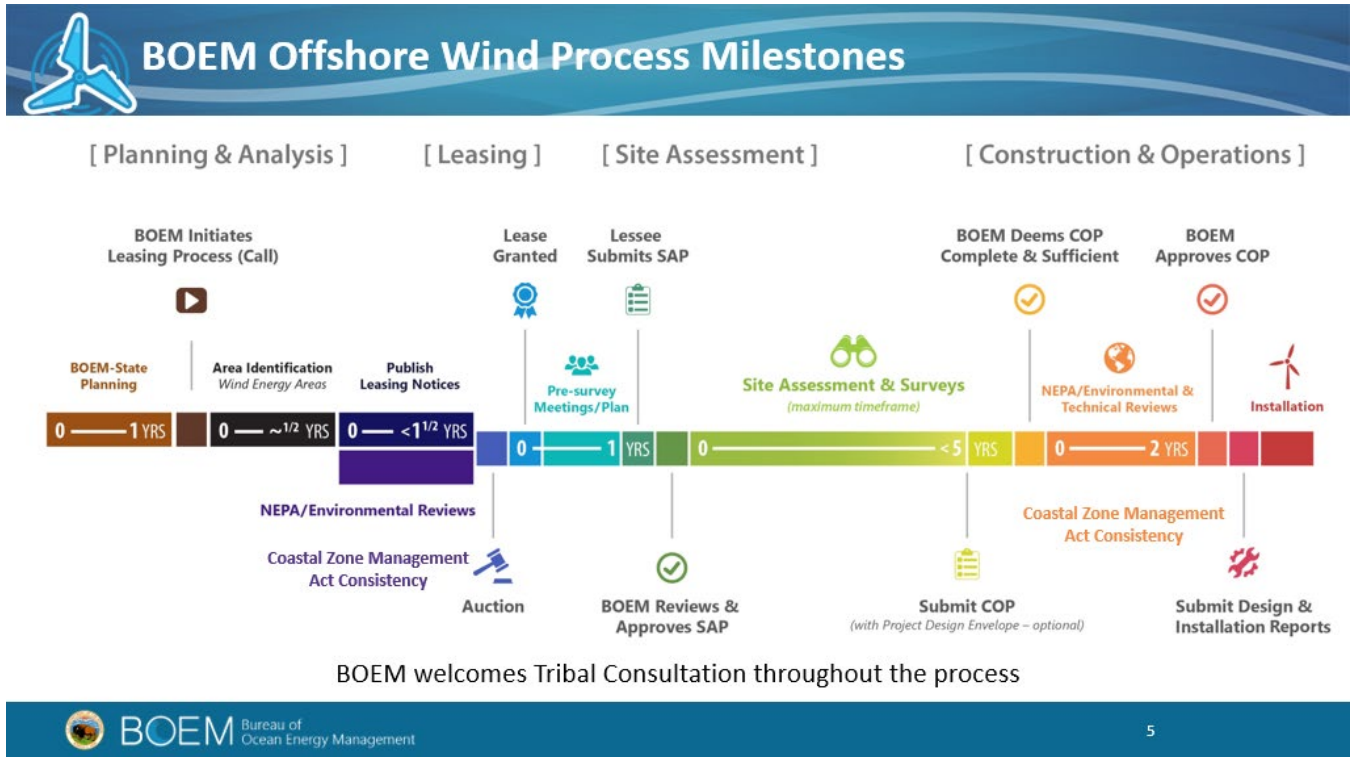 BOEM Offshore Wind Process Milestones
[ Planning & Analysis ]
[ Leasing ]
[ Site Assessment ]
[ Construction & Operations ]
BOEM Initiates
Leasing Process (Call)
Lease
Granted
Lessee
Submits SAP
BOEM Deems COP
Complete & Sufficient
BOEM
Approves COP
BOEM-State
Planning
Area Identification
Wind Energy Areas
Publish
Leasing Notices
Pre-survey
Meetings/Plan
Site Assessment & Surveys
(maximum timeframe)
NEPA/Environmental &
Technical Reviews
Installation
0 — 1 YRS
0 — ~1/2 YRS
0 — <1 1/2 YRS
0 — 1 YRS
0 — <5 YRS
0 — 2 YRS
NEPA/Environmental Reviews
Coastal Zone Management
Act Consistency
Coastal Zone Management
Act Consistency
Auction
BOEM Reviews &
Approves SAP
Submit COP
(with Project Design Envelope – optional)
Submit Design &
Installation Reports
BOEM welcomes Tribal Consultation throughout the process
BOEM
Bureau of
Ocean Energy Management
5